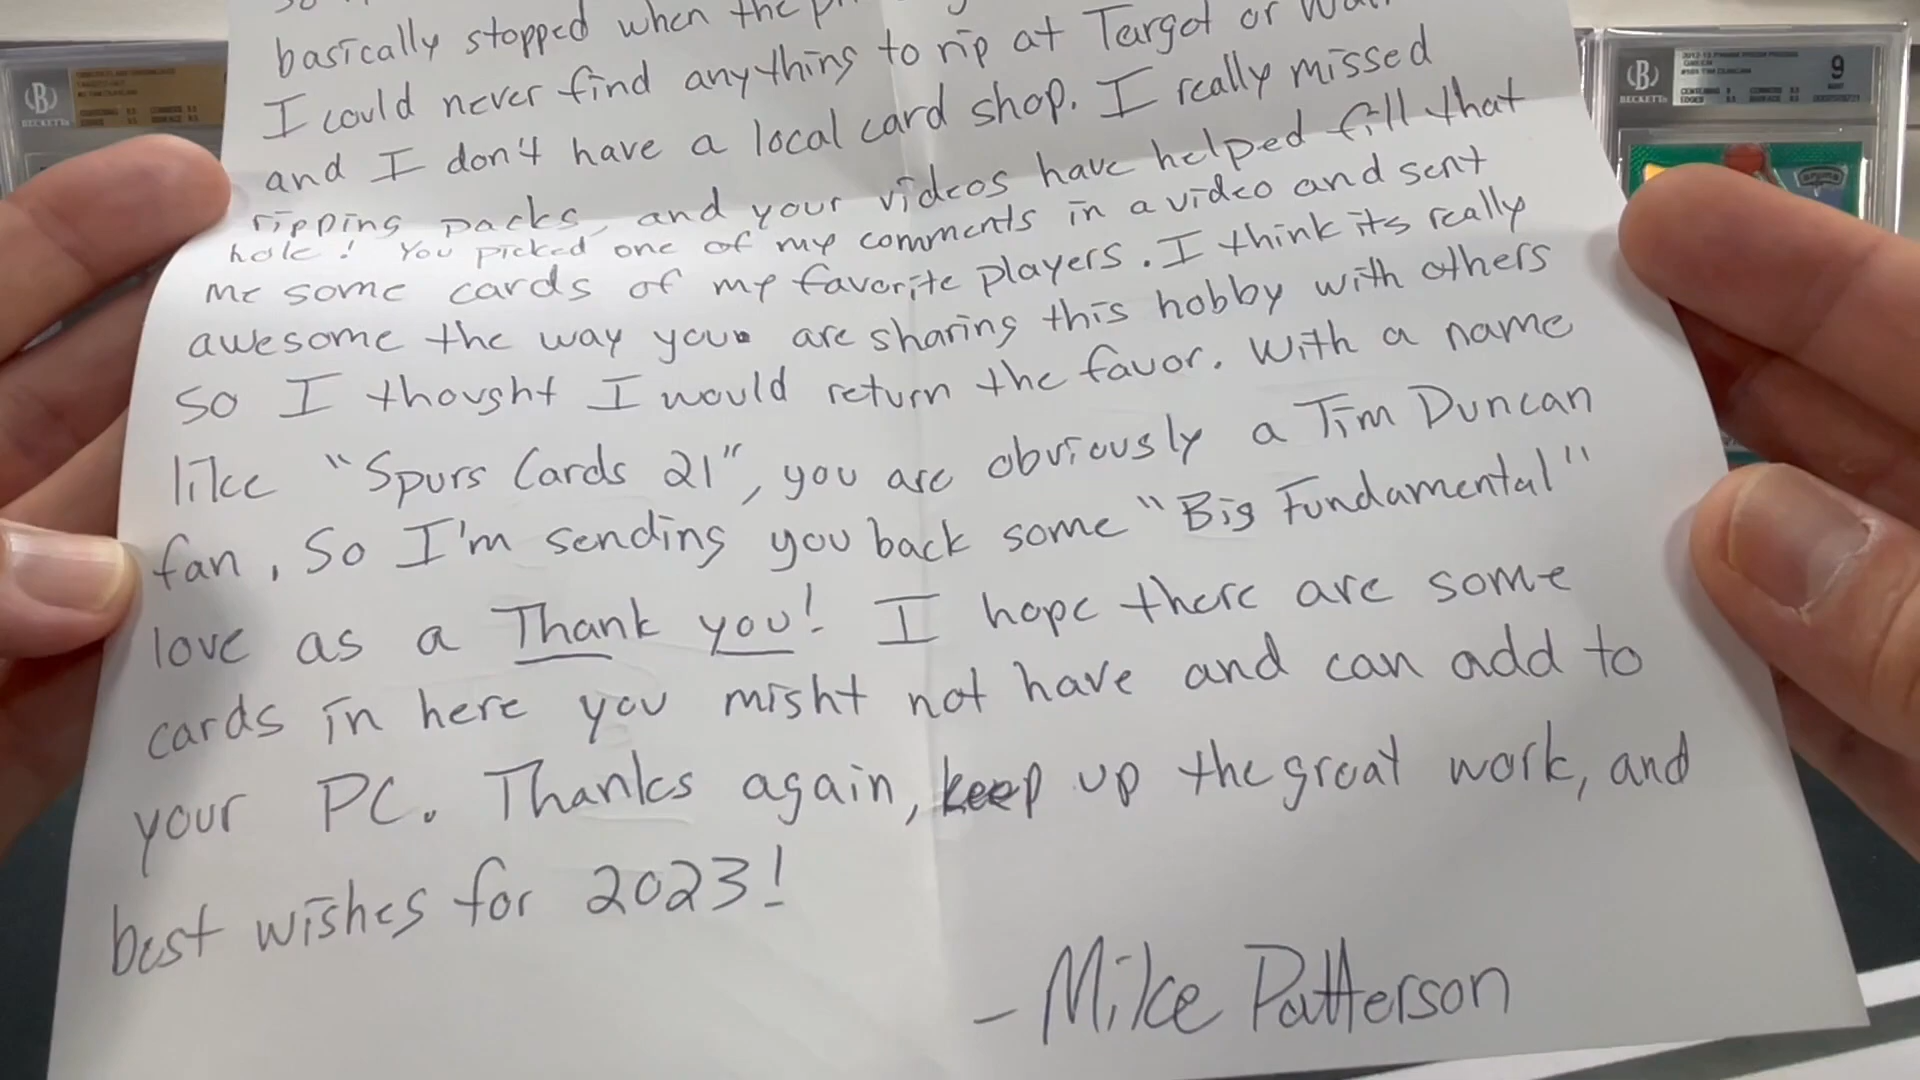 basically stopped when the
I could never find anything to rip at Target or
and I don't have a local card shop. I really missed
ripping packs, and your videos have helped fill that
hole! You picked one of my comments in a video and sent
me some cards of my favorite players. I think its really
awesome the way you are sharing this hobby with others
so I thought I would return the favor. With a name
like "Spurs Cards 21", you are obviously a Tim Duncan
fan, So I'm sending you back some "Big Fundamental"
love as a Thank you! I hope there are some
cards in here you might not have and can add to
your PC. Thanks again, keep up the great work, and
best wishes for 2023!
- Mike Patterson
BECKETT
BECKETT
GREEN
9